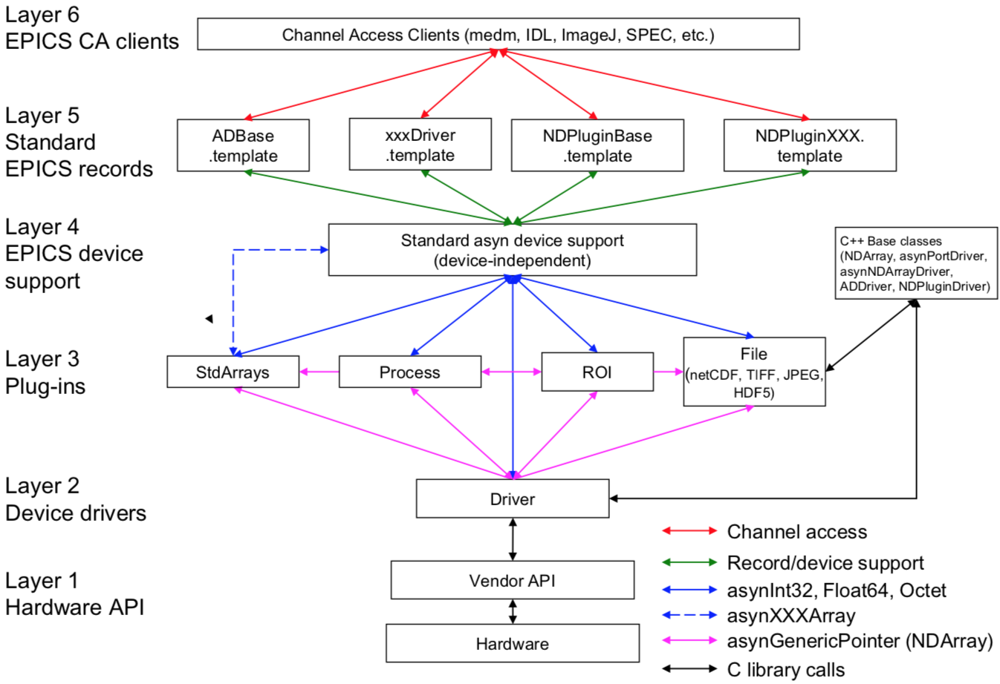 Layer 6
EPICS CA clients
Channel Access Clients (medm, IDL, ImageJ, SPEC, etc.)
Layer 5
Standard
EPICS records
ADBase
.template
xxxDriver
.template
NDPluginBase
.template
NDPluginXXX.
template
Layer 4
EPICS device
support
Standard asyn device support
(device-independent)
C++ Base classes
(NDArray, asynPortDriver,
asynNDArrayDriver,
ADDriver, NDPluginDriver)
Layer 3
Plug-ins
StdArrays
Process
ROI
File
(netCDF, TIFF, JPEG,
HDF5)
Layer 2
Device drivers
Driver
Layer 1
Hardware API
Vendor API
Hardware
Channel access
Record/device support
asynInt32, Float64, Octet
asynXXXArray
asynGenericPointer (NDArray)
C library calls